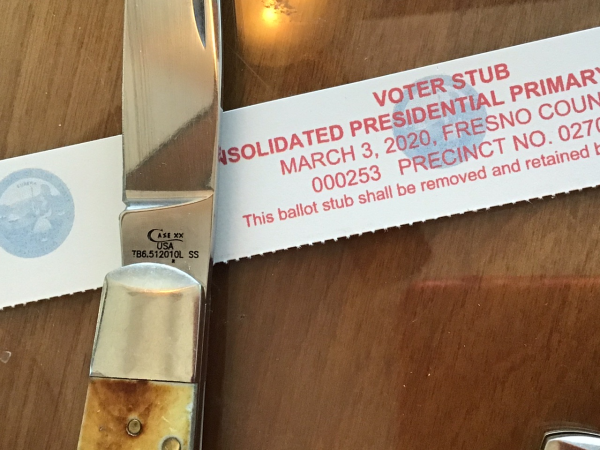 VOTER STUB
NSOLIDATED PRESIDENTIAL PRIMARY
MARCH 3, 2020, FRESNO COUN
000253 PRECINCT NO. 0270
This ballot stub shall be removed and retained b
CASE XX
USA
TB6.512010L SS